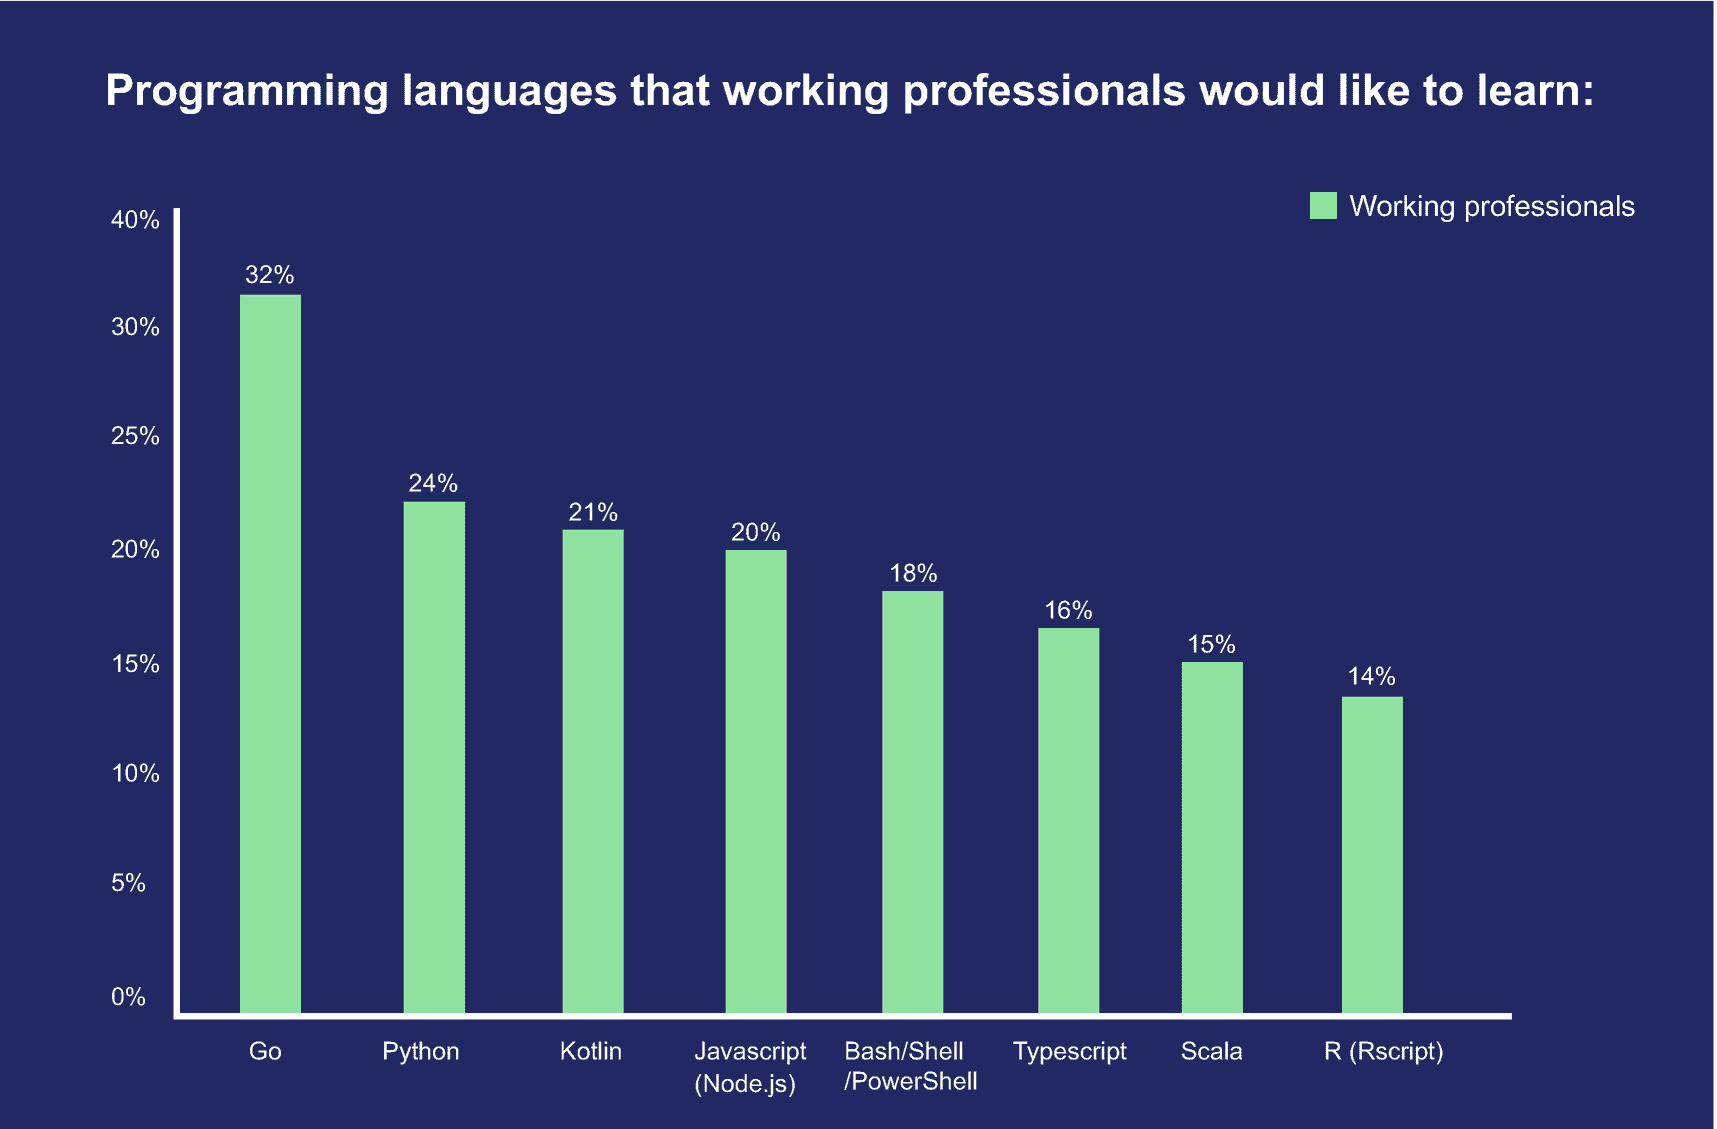 Programming languages that working professionals would like to learn:
Working professionals
40%
30%
25%
20%
15%
10%
5%
0%
32%
24%
21%
20%
18%
16%
15%
14%
Go
Python
Kotlin
Javascript
(Node.js)
Bash/Shell
/PowerShell
Typescript
Scala
R (Rscript)